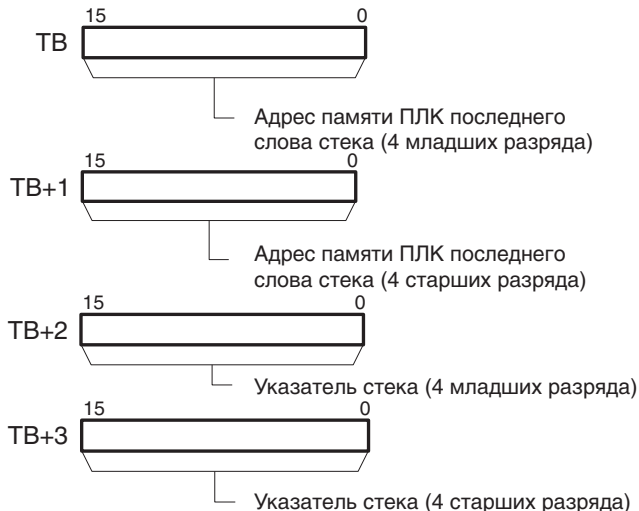 15 0
TB
Адрес памяти ПЛК последнего
слова стека (4 младших разряда)
15 0
TB+1
Адрес памяти ПЛК последнего
слова стека (4 старших разряда)
15 0
TB+2
Указатель стека (4 младших разряда)
15 0
TB+3
Указатель стека (4 старших разряда)